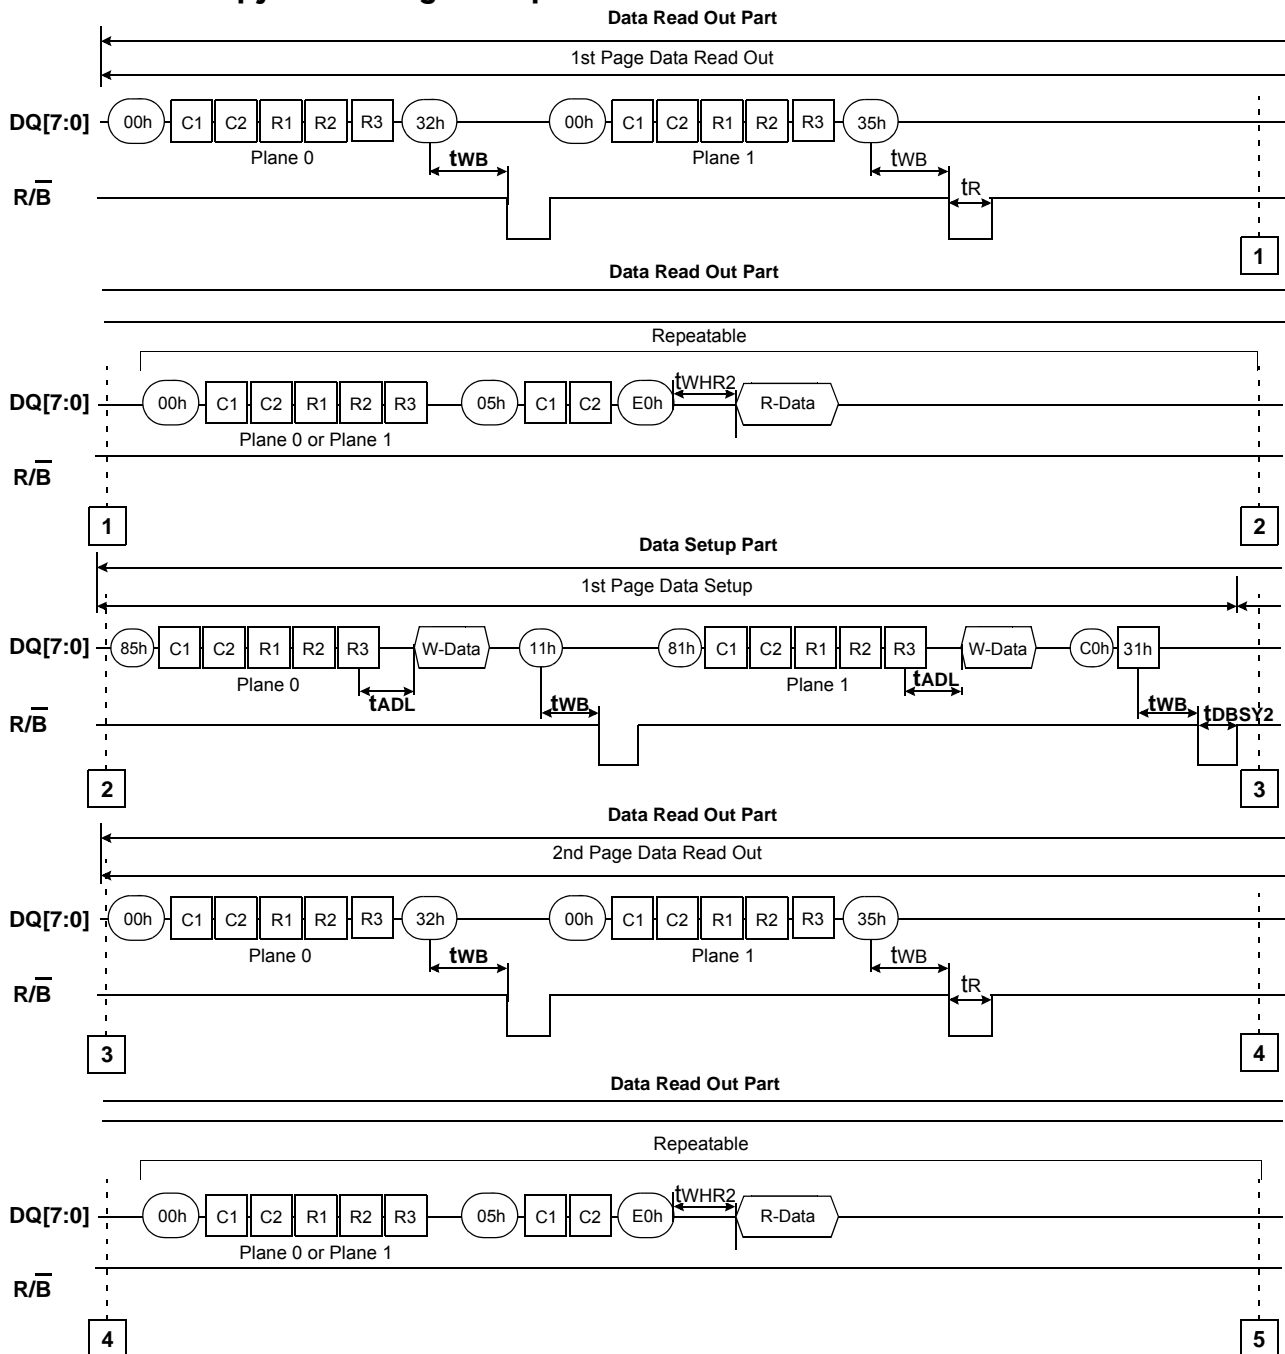 Data Read Out Part
1st Page Data Read Out
DQ[7:0] 00h C1 C2 R1 R2 R3 32h 00h C1 C2 R1 R2 R3 35h
Plane 0 tWB Plane 1 tWB
R/B tR
1
Data Read Out Part
Repeatable
DQ[7:0] 00h C1 C2 R1 R2 R3 05h C1 C2 E0h tWHR2 R-Data
Plane 0 or Plane 1
R/B
1 2
Data Setup Part
1st Page Data Setup
DQ[7:0] 85h C1 C2 R1 R2 R3 W-Data 11h 81h C1 C2 R1 R2 R3 W-Data C0h 31h
Plane 0 tADL tWB Plane 1 tADL tWB tDBSY2
R/B
2 3
Data Read Out Part
2nd Page Data Read Out
DQ[7:0] 00h C1 C2 R1 R2 R3 32h 00h C1 C2 R1 R2 R3 35h
Plane 0 tWB Plane 1 tWB
R/B tR
3 4
Data Read Out Part
Repeatable
DQ[7:0] 00h C1 C2 R1 R2 R3 05h C1 C2 E0h tWHR2 R-Data
Plane 0 or Plane 1
R/B
4 5